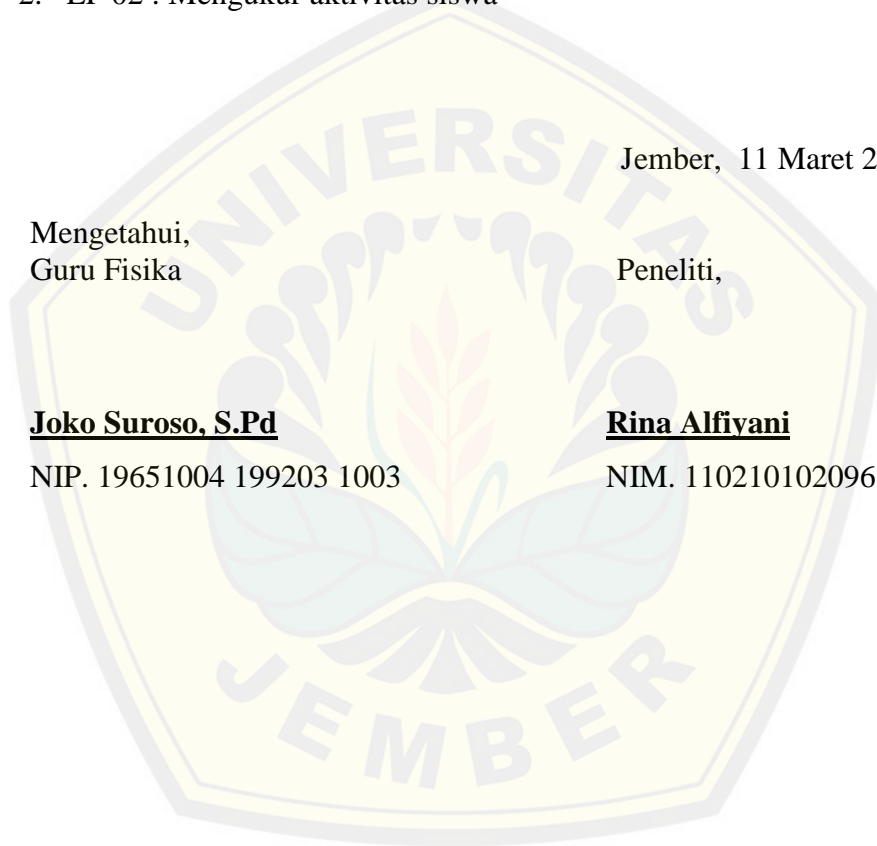 2. LP 02 : Mengukur aktivitas siswa
UNIVERSITAS
Jember, 11 Maret 2
Mengetahui,
Guru Fisika Peneliti,
Joko Suroso, S.Pd Rina Alfiyani
NIP. 19651004 199203 1003 NIM. 110210102096
JEMBER